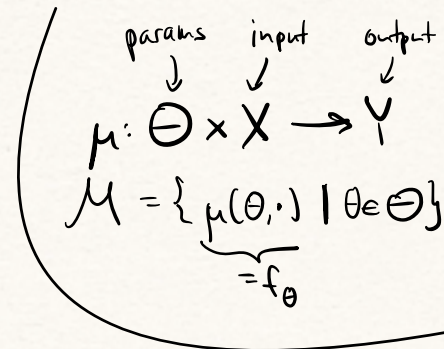 params input output
μ: Θ × X → Y
M = { μ(θ,·) | θ∈Θ}
= f_θ